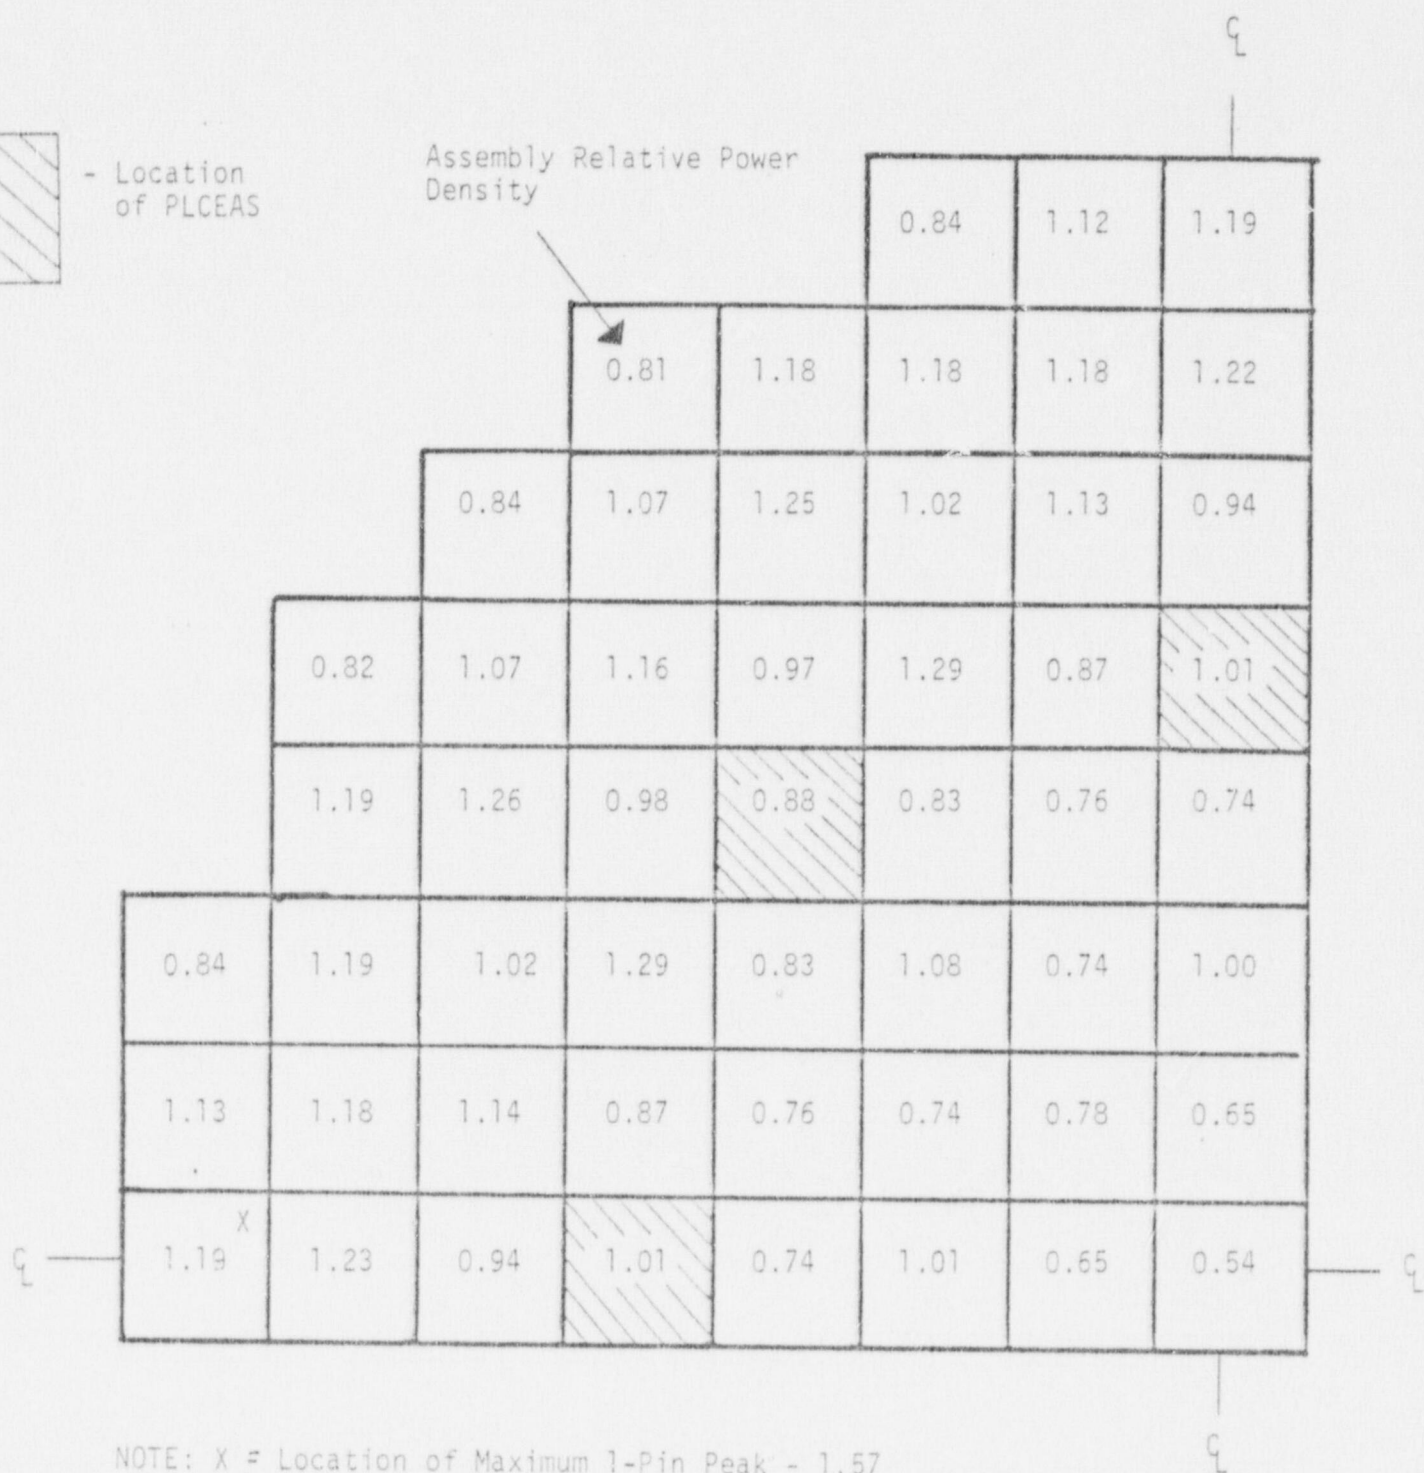 ℄
- Location
of PLCEAS
Assembly Relative Power
Density
0.84 1.12 1.19
0.81 1.18 1.18 1.18 1.22
0.84 1.07 1.25 1.02 1.13 0.94
0.82 1.07 1.16 0.97 1.29 0.87 1.01
1.19 1.26 0.98 0.88 0.83 0.76 0.74
0.84 1.19 1.02 1.29 0.83 1.08 0.74 1.00
1.13 1.18 1.14 0.87 0.76 0.74 0.78 0.65
X
℄ 1.19 1.23 0.94 1.01 0.74 1.01 0.65 0.54 ℄
℄
NOTE: X = Location of Maximum 1-Pin Peak - 1.57